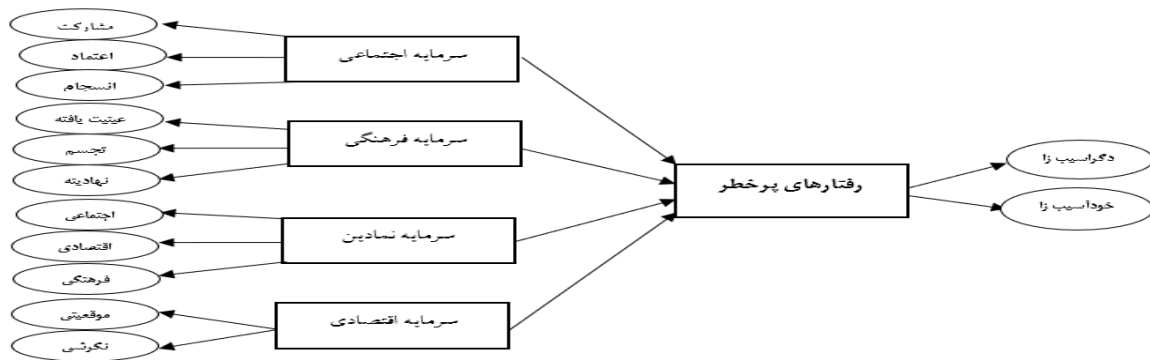 مشارکت
اعتماد
انسجام
سرمایه اجتماعی
عینیت یافته
تجسم
نهادینه
سرمایه فرهنگی
اجتماعی
اقتصادی
فرهنگی
سرمایه نمادین
موقعیتی
نگرشی
سرمایه اقتصادی
رفتارهای پرخطر
دگراسیب زا
خودآسیب زا